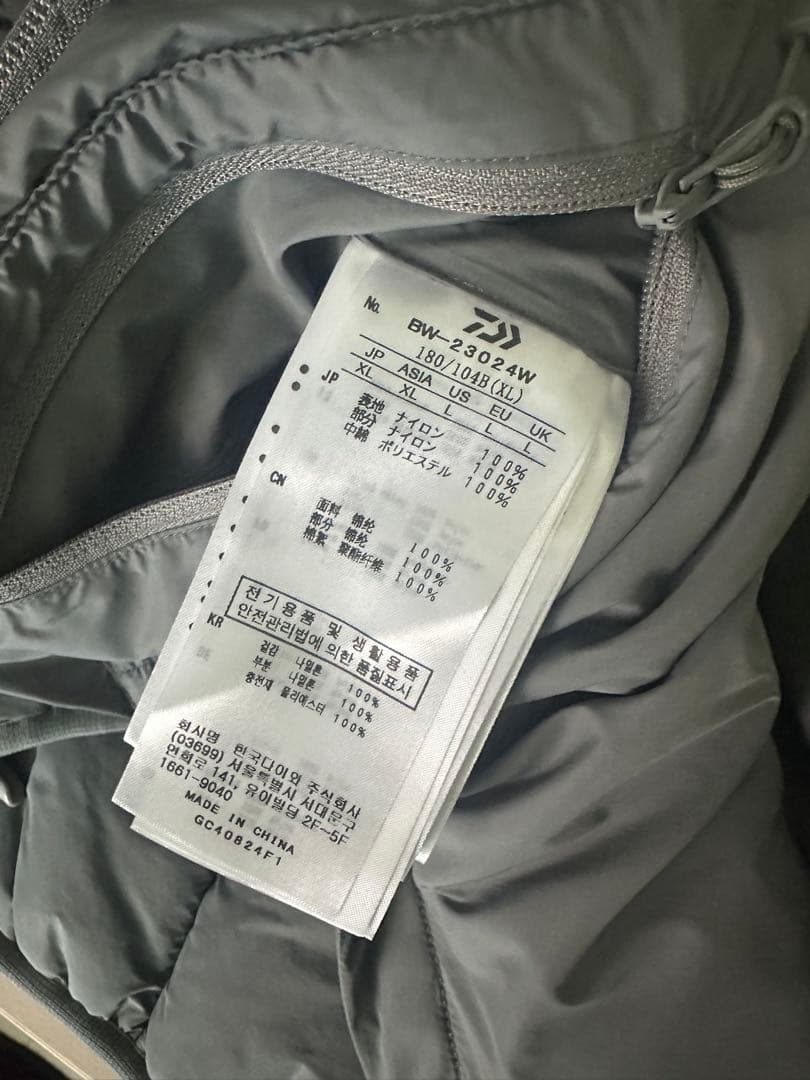 No. BW-23024W
180/104B(XL)
JP ASIA US EU UK
XL XL L L L
JP
表地 ナイロン 100%
部分 ナイロン 100%
中綿 ポリエステル 100%
CN
面料 锦纶 100%
部分 锦纶 100%
棉絮 聚酯纤维 100%
전기용품 및 생활용품
안전관리법에 의한 품질표시
KR
겉감 나일론 100%
부분 나일론 100%
충전재 폴리에스터 100%
회사명 한국다이와 주식회사
(03699) 서울특별시 서대문구
연희로 141, 유이빌딩 2F~5F
1661-9040
MADE IN CHINA
GC40824F1